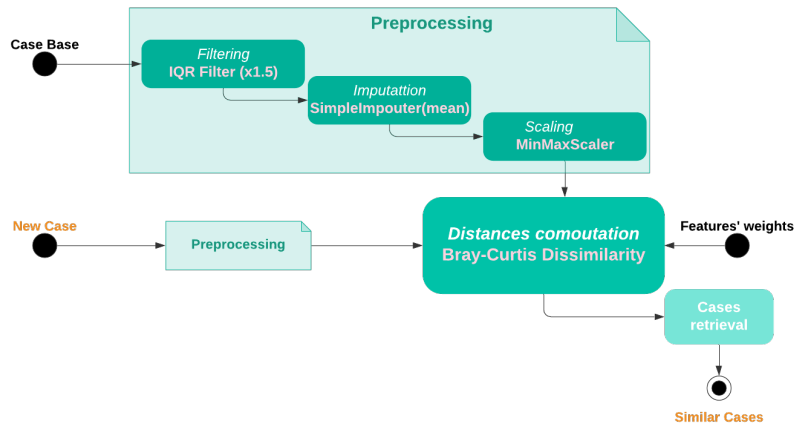 Preprocessing
Case Base
Filtering
IQR Filter (x1.5)
Imputattion
SimpleImpouter(mean)
Scaling
MinMaxScaler
New Case
Preprocessing
Distances comoutation
Bray-Curtis Dissimilarity
Features' weights
Cases
retrieval
Similar Cases